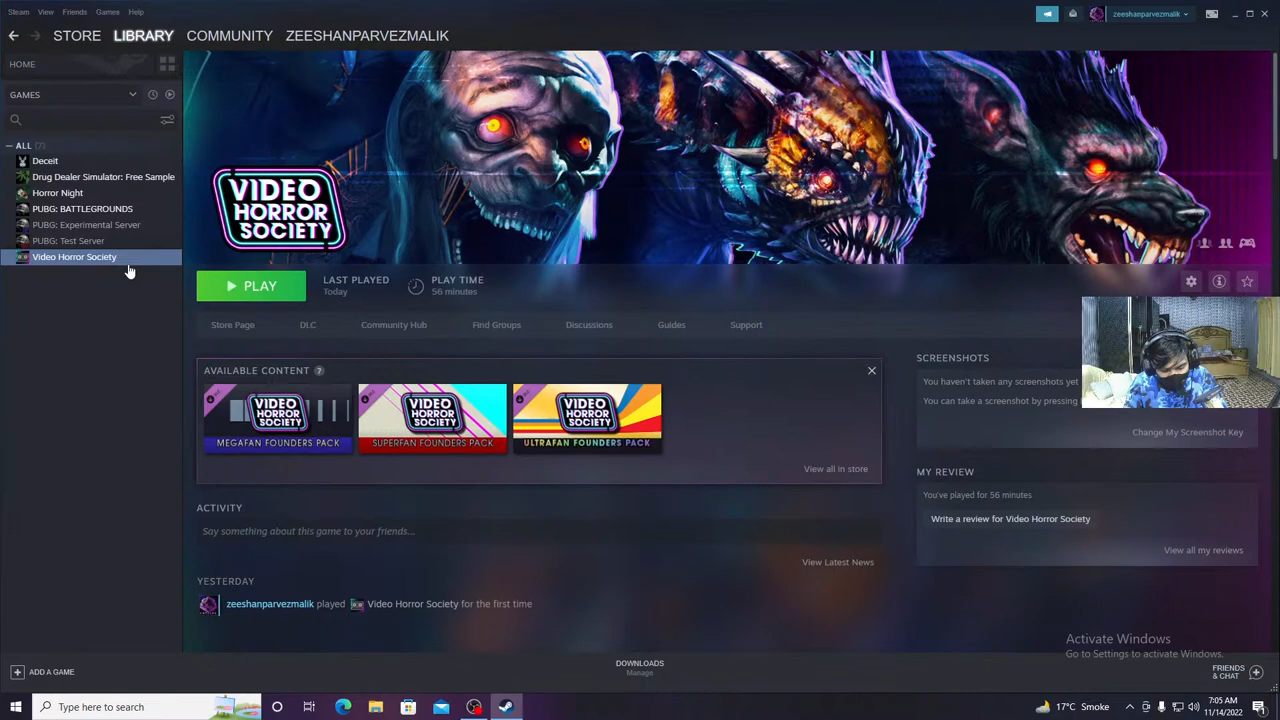 Steam View Friends Games Help
zeeshanparvezmalik
STORE LIBRARY COMMUNITY ZEESHANPARVEZMALIK
HOME
GAMES
ALL (7)
Deceit
Drug Dealer Simulator: Free Sample
Horror Night
PUBG: BATTLEGROUNDS
PUBG: Experimental Server
PUBG: Test Server
Video Horror Society
VIDEO
HORROR
SOCIETY
PLAY
LAST PLAYED
Today
PLAY TIME
56 minutes
Store Page DLC Community Hub Find Groups Discussions Guides Support
AVAILABLE CONTENT ?
VIDEO
HORROR
SOCIETY
MEGAFAN FOUNDERS PACK
VIDEO
HORROR
SOCIETY
SUPERFAN FOUNDERS PACK
VIDEO
HORROR
SOCIETY
ULTRAFAN FOUNDERS PACK
View all in store
ACTIVITY
Say something about this game to your friends...
View Latest News
YESTERDAY
zeeshanparvezmalik played Video Horror Society for the first time
SCREENSHOTS
You haven't taken any screenshots yet
You can take a screenshot by pressing
Change My Screenshot Key
MY REVIEW
You've played for 56 minutes
Write a review for Video Horror Society
View all my reviews
Activate Windows
Go to Settings to activate Windows.
ADD A GAME
DOWNLOADS
Manage
FRIENDS
& CHAT
Type here to search
17°C Smoke
7:05 AM
11/14/2022
1